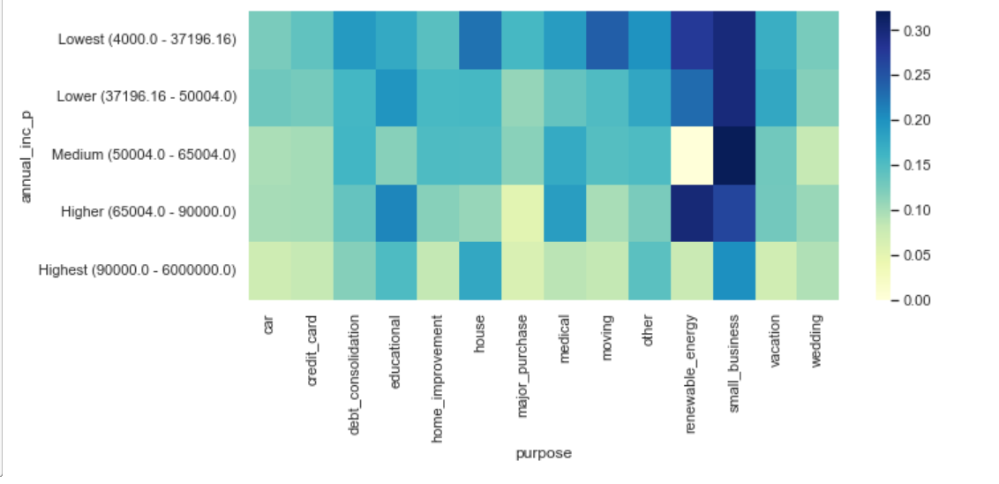 annual_inc_p
Lowest (4000.0 - 37196.16)
Lower (37196.16 - 50004.0)
Medium (50004.0 - 65004.0)
Higher (65004.0 - 90000.0)
Highest (90000.0 - 6000000.0)
car
credit_card
debt_consolidation
educational
home_improvement
house
major_purchase
medical
moving
other
renewable_energy
small_business
vacation
wedding
purpose
0.30
0.25
0.20
0.15
0.10
0.05
0.00